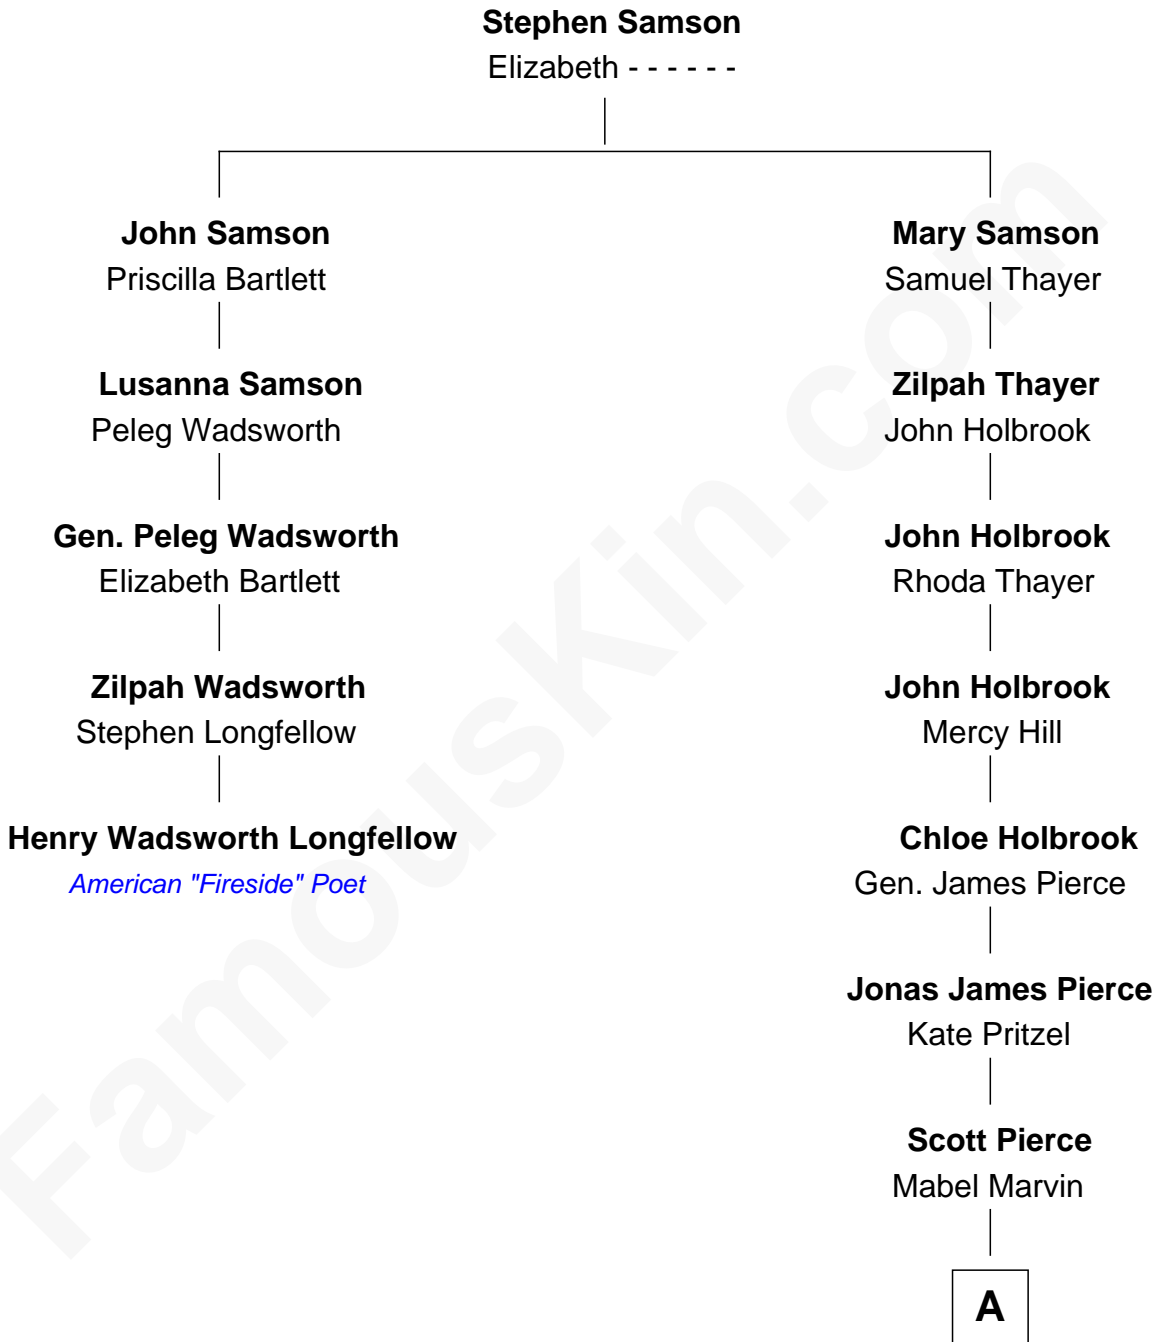 Stephen Samson
Elizabeth - - - - - -
John Samson
Priscilla Bartlett
Mary Samson
Samuel Thayer
Lusanna Samson
Peleg Wadsworth
Zilpah Thayer
John Holbrook
Gen. Peleg Wadsworth
Elizabeth Bartlett
John Holbrook
Rhoda Thayer
Zilpah Wadsworth
Stephen Longfellow
John Holbrook
Mercy Hill
Henry Wadsworth Longfellow
American "Fireside" Poet
Chloe Holbrook
Gen. James Pierce
Jonas James Pierce
Kate Pritzel
Scott Pierce
Mabel Marvin
A
FamousKin.com